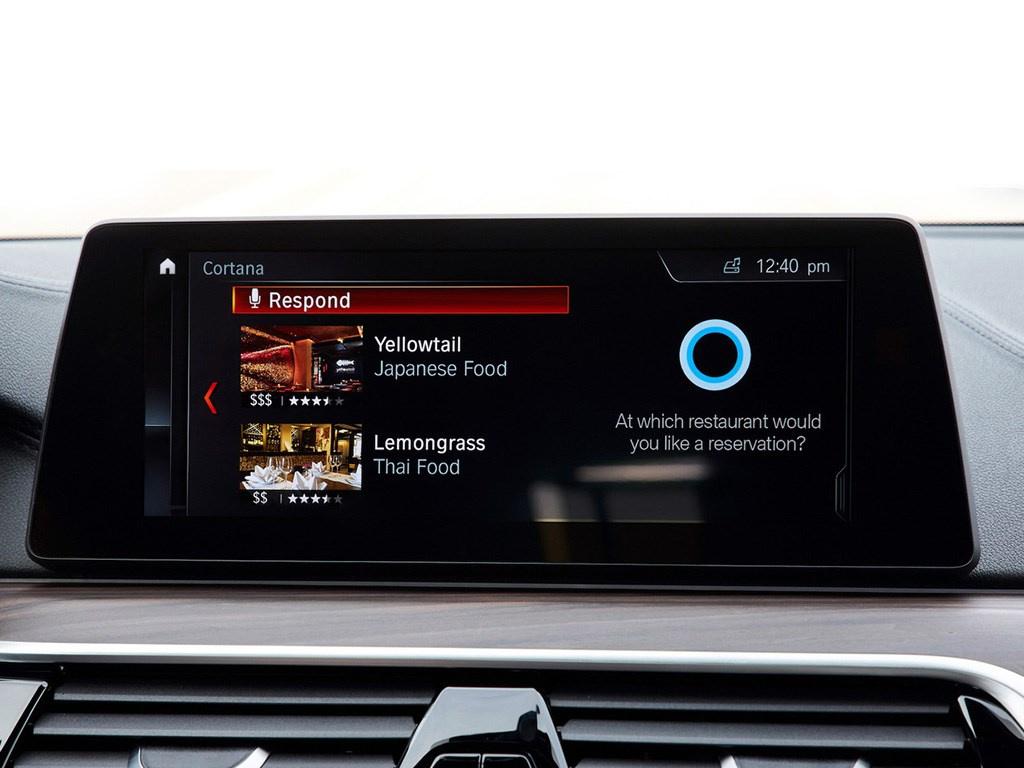 Cortana
12:40 pm
Respond
Yellowtail
Japanese Food
$$$
Lemongrass
Thai Food
$$
At which restaurant would
you like a reservation?